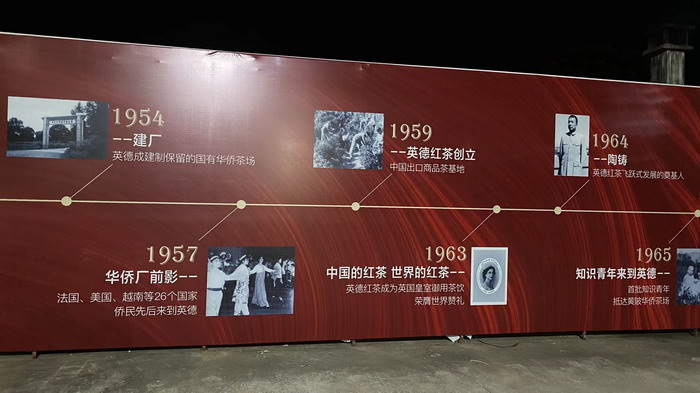 1954
--建厂
英德成建制保留的国有华侨茶场
1957
华侨厂前影--
法国、美国、越南等26个国家
侨民先后来到英德
1959
--英德红茶创立
中国出口商品茶基地
1963
中国的红茶 世界的红茶--
英德红茶成为英国皇室御用茶饮
荣膺世界赞礼
1964
--陶铸
英德红茶飞跃式发展的奠基人
1965
知识青年来到英德--
首批知识青年
抵达黄陂华侨茶场